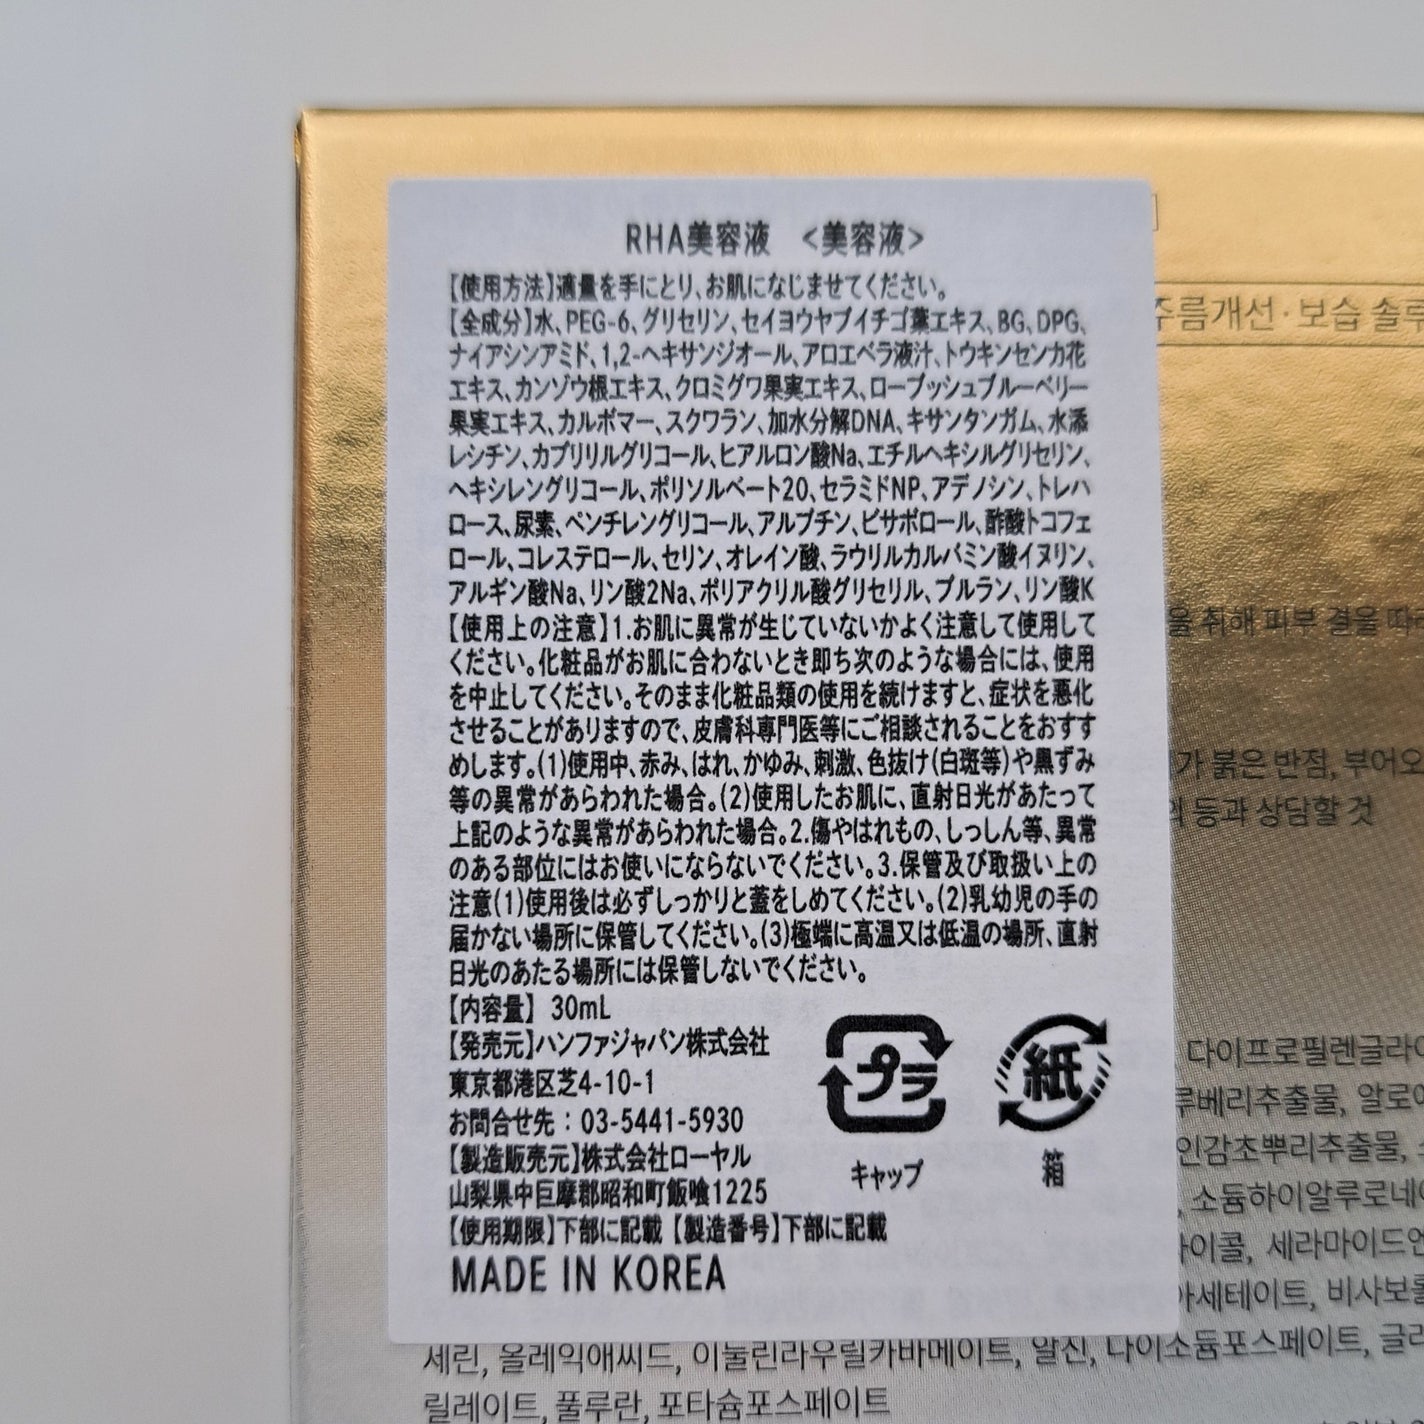 RHA美容液　<美容液>
【使用方法】適量を手にとり、お肌になじませてください。
【全成分】水、PEG-6、グリセリン、セイヨウヤブイチゴ葉エキス、BG、DPG、
ナイアシンアミド、1,2-ヘキサンジオール、アロエベラ液汁、トウキンセンカ花
エキス、カンゾウ根エキス、クロミグワ果実エキス、ローブッシュブルーベリー
果実エキス、カルボマー、スクワラン、加水分解DNA、キサンタンガム、水添
レシチン、カプリリルグリコール、ヒアルロン酸Na、エチルヘキシルグリセリン、
ヘキシレングリコール、ポリソルベート20、セラミドNP、アデノシン、トレハ
ロース、尿素、ペンチレングリコール、アルブチン、ビサボロール、酢酸トコフェ
ロール、コレステロール、セリン、オレイン酸、ラウリルカルバミン酸イヌリン、
アルギン酸Na、リン酸2Na、ポリアクリル酸グリセリル、プルラン、リン酸K
【使用上の注意】1.お肌に異常が生じていないかよく注意して使用して
ください。化粧品がお肌に合わないとき即ち次のような場合には、使用
を中止してください。そのまま化粧品類の使用を続けますと、症状を悪化
させることがありますので、皮膚科専門医等にご相談されることをおすす
めします。(1)使用中、赤み、はれ、かゆみ、刺激、色抜け(白斑等)や黒ずみ
等の異常があらわれた場合。(2)使用したお肌に、直射日光があたって
上記のような異常があらわれた場合。2.傷やはれもの、しっしん等、異常
のある部位にはお使いにならないでください。3.保管及び取扱い上の
注意(1)使用後は必ずしっかりと蓋をしめてください。(2)乳幼児の手の
届かない場所に保管してください。(3)極端に高温又は低温の場所、直射
日光のあたる場所には保管しないでください。
【内容量】 30mL
【発売元】ハンファジャパン株式会社
東京都港区芝4-10-1
お問合せ先：03-5441-5930
【製造販売元】株式会社ローヤル
山梨県中巨摩郡昭和町飯喰1225
【使用期限】下部に記載【製造番号】下部に記載
MADE IN KOREA
プラ
キャップ
紙
箱
주름개선·보습 솔루
을 취해 피부 결을 따
가 붉은 반점, 부어오
의 등과 상담할 것
다이프로필렌글라이
루베리추출물, 알로에
인감초뿌리추출물,
소듐하이알루로네이
라이콜, 세라마이드엔
아세테이트, 비사보롤
세린, 올레익애씨드, 이눌린라우릴카바메이트, 알진, 다이소듐포스페이트, 글리
릴레이트, 풀루란, 포타슘포스페이트